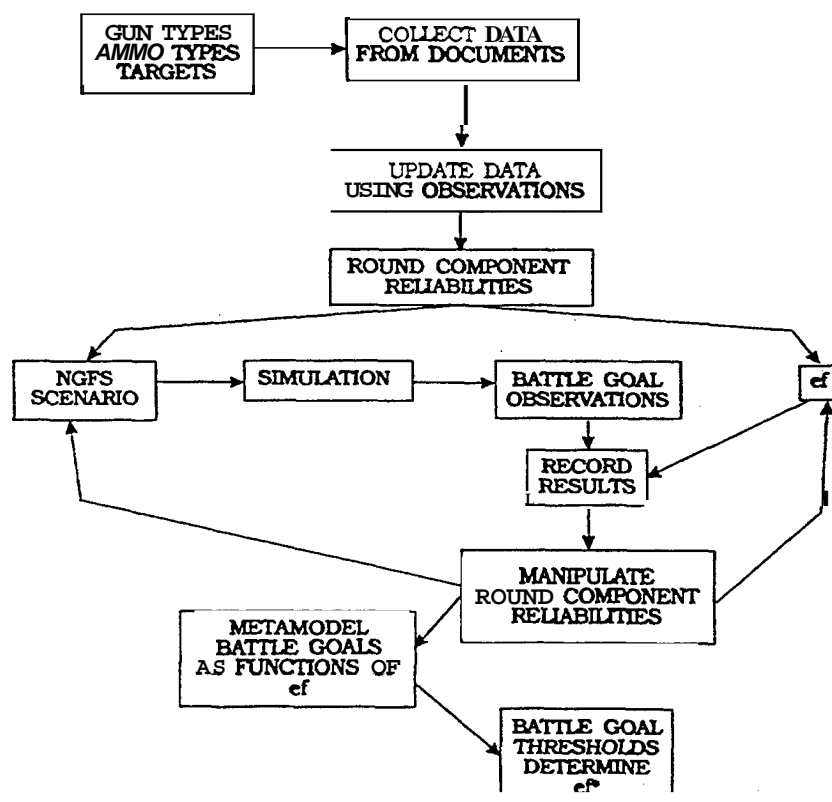 GUN TYPES
AMMO TYPES
TARGETS
COLLECT DATA
FROM DOCUMENTS
UPDATE DATA
USING OBSERVATIONS
ROUND COMPONENT
RELIABILITIES
NGFS
SCENARIO
SIMULATION
BATTLE GOAL
OBSERVATIONS
ef
RECORD
RESULTS
MANIPULATE
ROUND COMPONENT
RELIABILITIES
METAMODEL
BATTLE GOALS
AS FUNCTIONS OF
ef
BATTLE GOAL
THRESHOLDS
DETERMINE
ef*